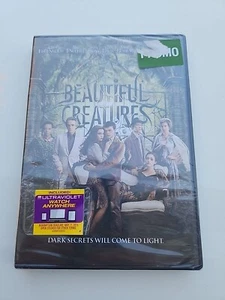 PROMO
BEAUTIFUL
CREATURES
INCLUDES
ULTRAVIOLET
WATCH
ANYWHERE
DARK SECRETS WILL COME TO LIGHT